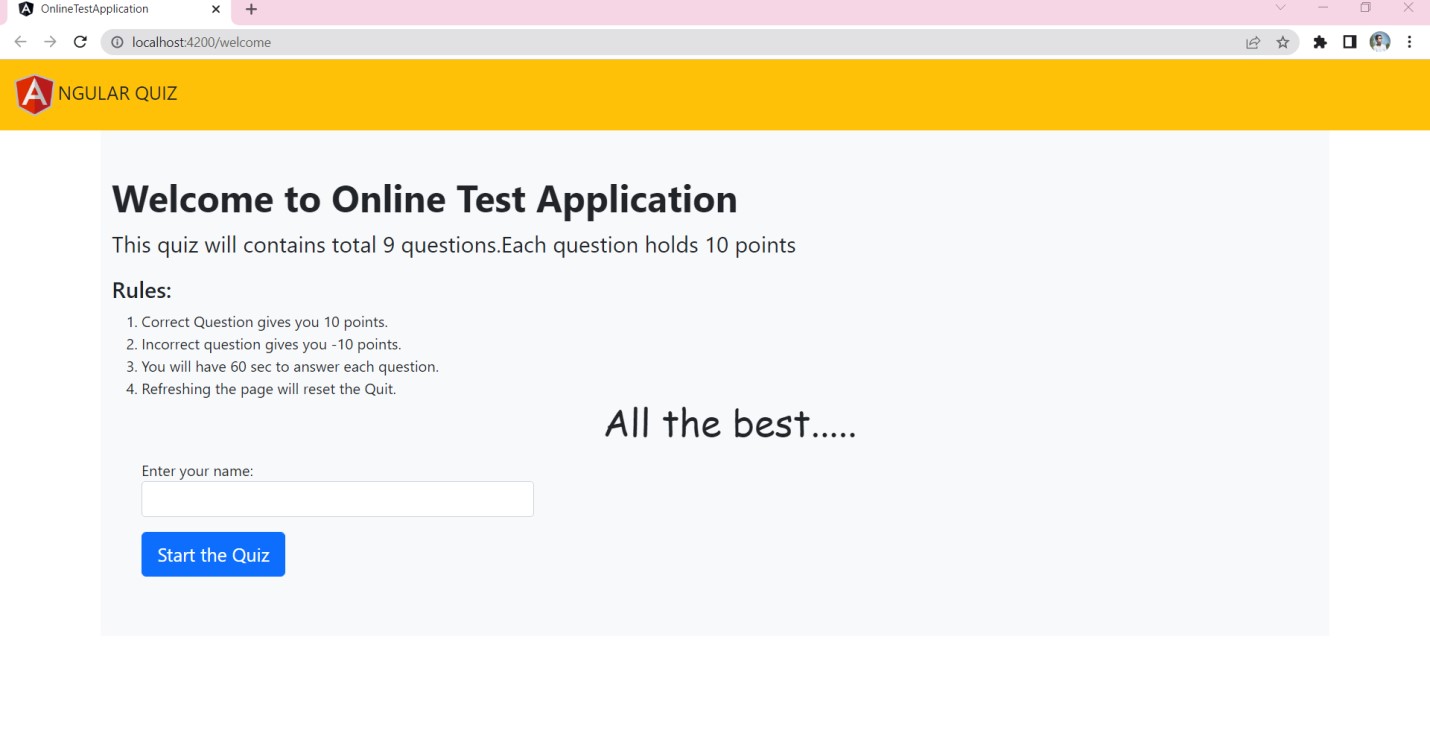 OnlineTestApplication
localhost:4200/welcome
NGULAR QUIZ
Welcome to Online Test Application
This quiz will contains total 9 questions.Each question holds 10 points
Rules:
1. Correct Question gives you 10 points.
2. Incorrect question gives you -10 points.
3. You will have 60 sec to answer each question.
4. Refreshing the page will reset the Quit.
All the best.....
Enter your name:
Start the Quiz